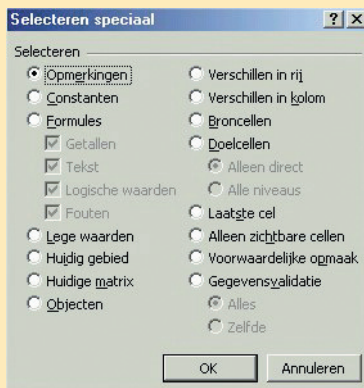 Selecteren speciaal
Selecteren
Opmerkingen
Constanten
Formules
Getallen
Tekst
Logische waarden
Fouten
Lege waarden
Huidig gebied
Huidige matrix
Objecten
Verschillen in rij
Verschillen in kolom
Broncellen
Doelcellen
Alleen direct
Alle niveaus
Laatste cel
Alleen zichtbare cellen
Voorwaardelijke opmaak
Gegevensvalidatie
Alles
Zelfde
OK
Annuleren